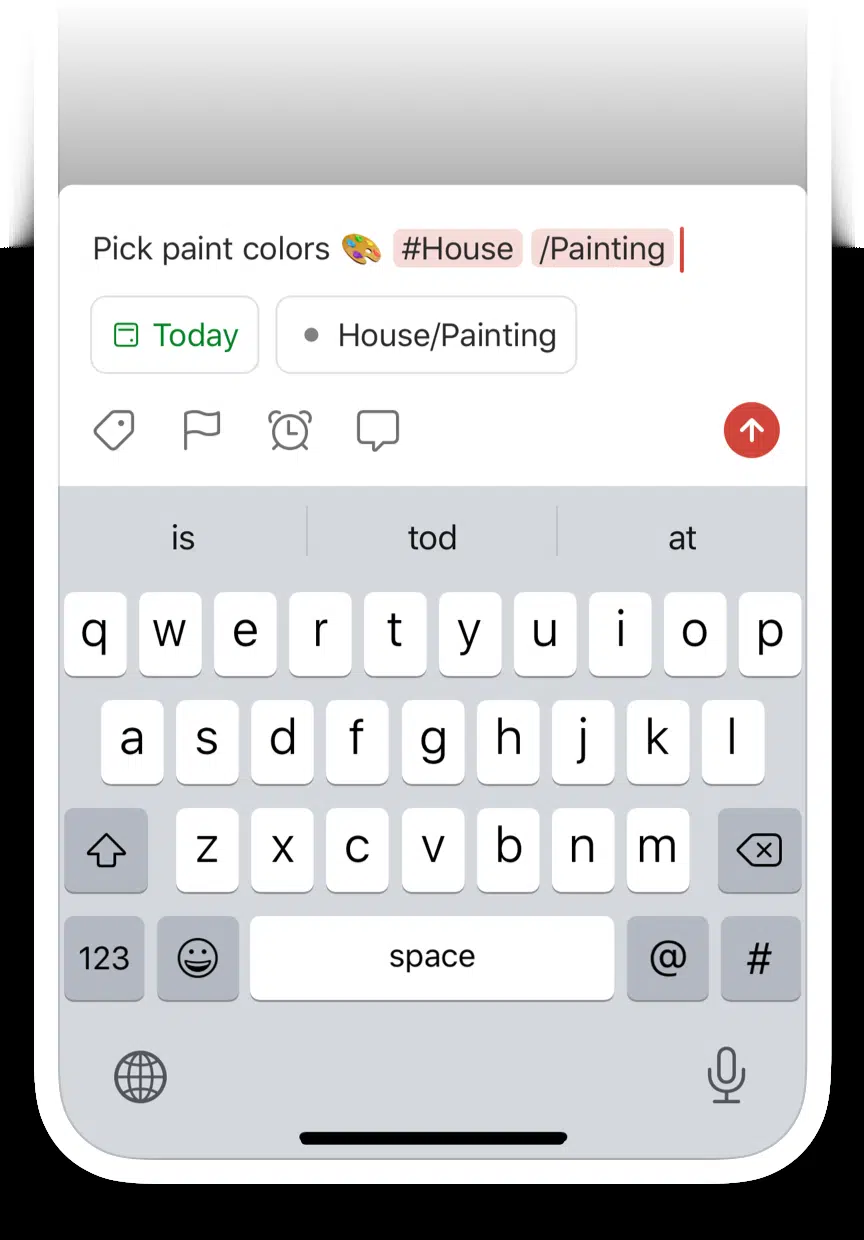 Pick paint colors 🎨 #House /Painting
Today House/Painting
is tod at
q w e r t y u i o p
a s d f g h j k l
z x c v b n m
123 space @ #